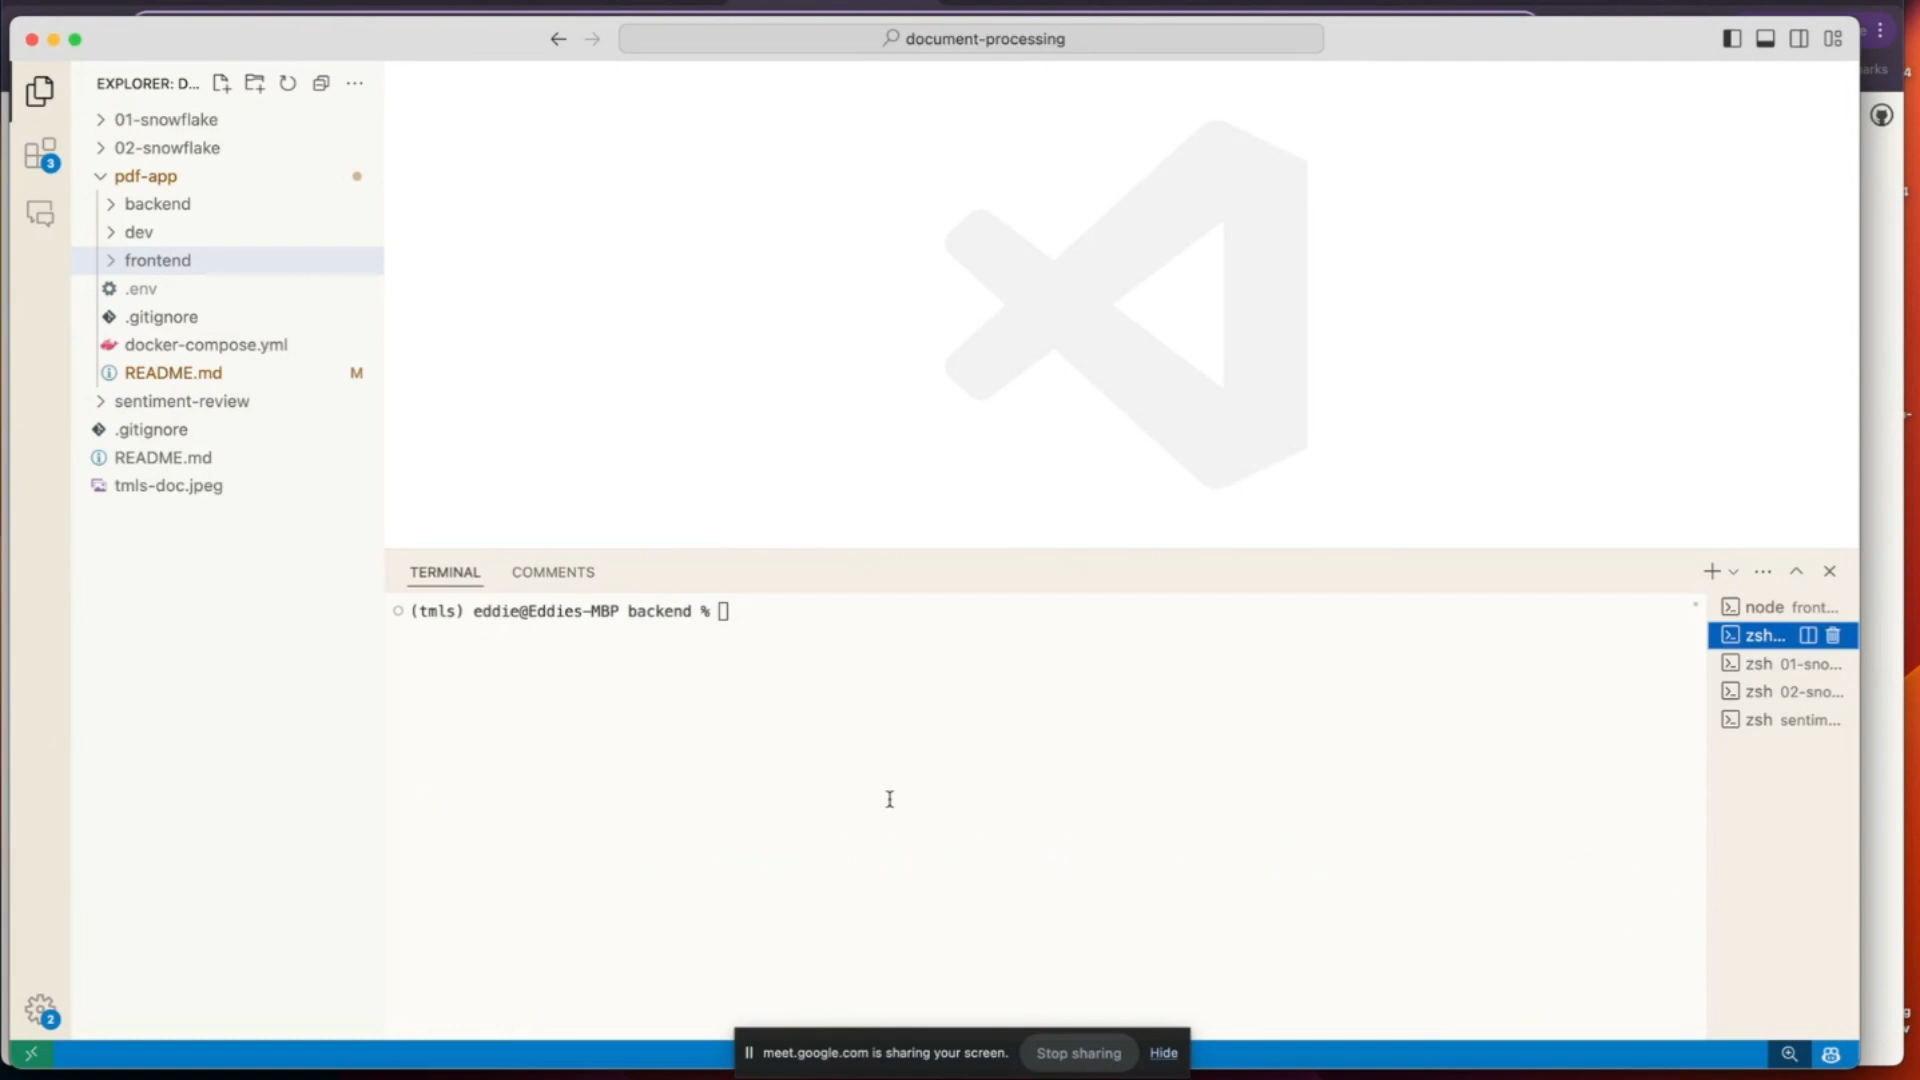 document-processing
EXPLORER: D...
01-snowflake
02-snowflake
pdf-app
backend
dev
frontend
.env
.gitignore
docker-compose.yml
README.md M
sentiment-review
.gitignore
README.md
tmls-doc.jpeg
3
2
TERMINAL COMMENTS
(tmls) eddie@Eddies-MBP backend %
node front...
zsh...
zsh 01-sno...
zsh 02-sno...
zsh sentim...
meet.google.com is sharing your screen. Stop sharing Hide